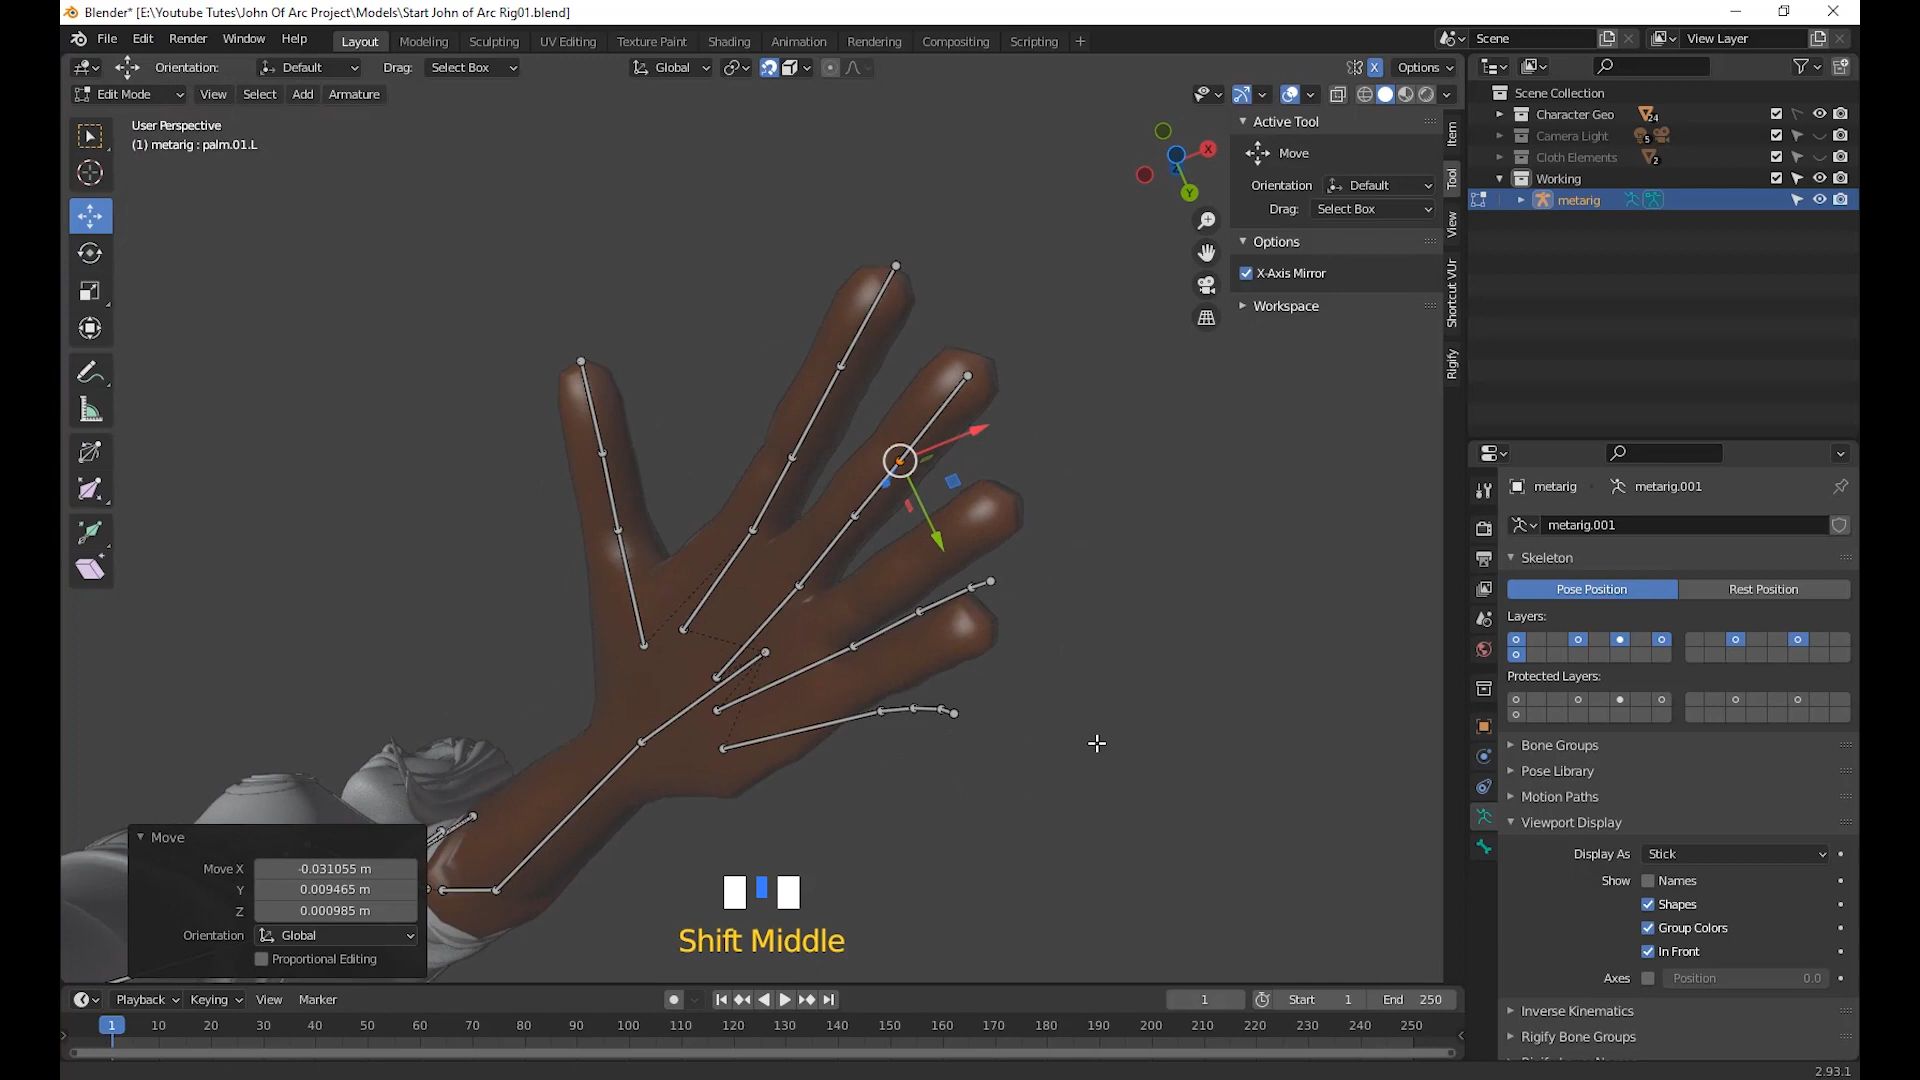 Blender* [E:\Youtube Tutes\John Of Arc Project\Models\Start John of Arc Rig01.blend]
File Edit Render Window Help Layout Modeling Sculpting UV Editing Texture Paint Shading Animation Rendering Compositing Scripting + Scene View Layer
Orientation: Default Drag: Select Box Global X Options
Edit Mode View Select Add Armature
User Perspective
(1) metarig : palm.01.L
X
Y
Z
Active Tool
Move
Orientation Default
Drag: Select Box
Options
X-Axis Mirror
Workspace
Item
Tool
View
Shortcut VUr
Rigify
Scene Collection
Character Geo 24
Camera Light 5
Cloth Elements 2
Working
metarig
metarig metarig.001
metarig.001
Skeleton
Pose Position Rest Position
Layers:
Protected Layers:
Bone Groups
Pose Library
Motion Paths
Viewport Display
Display As Stick
Show Names
Shapes
Group Colors
In Front
Axes Position 0.0
Inverse Kinematics
Rigify Bone Groups
Move
Move X -0.031055 m
Y 0.009465 m
Z 0.000985 m
Orientation Global
Proportional Editing
Shift Middle
Playback Keying View Marker 1 Start 1 End 250
1 10 20 30 40 50 60 70 80 90 100 110 120 130 140 150 160 170 180 190 200 210 220 230 240 250
2.93.1